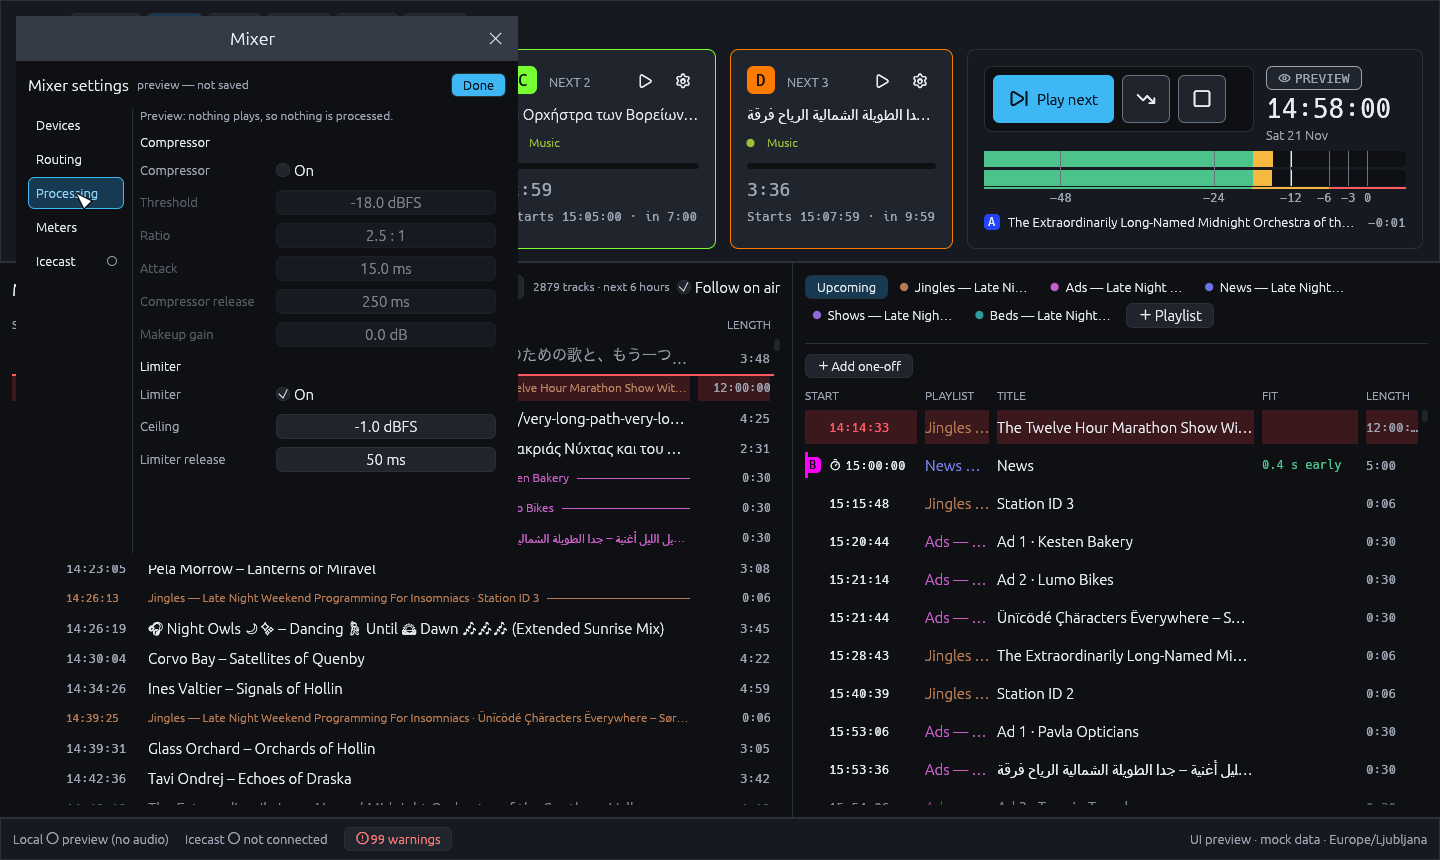 Mixer
Mixer settings preview — not saved Done
Devices
Routing
Processing
Meters
Icecast
Preview: nothing plays, so nothing is processed.
Compressor
Compressor On
Threshold -18.0 dBFS
Ratio 2.5 : 1
Attack 15.0 ms
Compressor release 250 ms
Makeup gain 0.0 dB
Limiter
Limiter On
Ceiling -1.0 dBFS
Limiter release 50 ms
C NEXT 2
Ορχήστρα των Βορείων…
Music
:59
tarts 15:05:00 · in 7:00
D NEXT 3
دا الطويلة الشمالية الرياح فرقة…
Music
3:36
Starts 15:07:59 · in 9:59
Play next
PREVIEW
14:58:00
Sat 21 Nov
−48 −24 −12 −6 −3 0
A The Extraordinarily Long-Named Midnight Orchestra of th… −0:01
2879 tracks · next 6 hours Follow on air
LENGTH
ための歌と、もう一つ… 3:48
elve Hour Marathon Show Wit… 12:00:00
/very-long-path-very-lo… 4:25
ακριάς Νύχτας και του … 2:31
en Bakery 0:30
o Bikes 0:30
يل الليل أغنية – جدا الطويلة الشمالي… 0:30
14:23:05 Pela Morrow – Lanterns of Miravel 3:08
14:26:13 Jingles — Late Night Weekend Programming For Insomniacs · Station ID 3 0:06
14:26:19 🎧 Night Owls 🌙✨ – Dancing 💃 Until 🌅 Dawn 🎶🎶🎶 (Extended Sunrise Mix) 3:45
14:30:04 Corvo Bay – Satellites of Quenby 4:22
14:34:26 Ines Valtier – Signals of Hollin 4:59
14:39:25 Jingles — Late Night Weekend Programming For Insomniacs · Ünïcödé Çhäracters Ëverywhere – Sør… 0:06
14:39:31 Glass Orchard – Orchards of Hollin 3:05
14:42:36 Tavi Ondrej – Echoes of Draska 3:42
Upcoming Jingles — Late Ni… Ads — Late Night … News — Late Night…
Shows — Late Nigh… Beds — Late Night… + Playlist
+ Add one-off
START PLAYLIST TITLE FIT LENGTH
14:14:33 Jingles … The Twelve Hour Marathon Show Wi… 12:00:…
B 15:00:00 News … News 0.4 s early 5:00
15:15:48 Jingles … Station ID 3 0:06
15:20:44 Ads — … Ad 1 · Kesten Bakery 0:30
15:21:14 Ads — … Ad 2 · Lumo Bikes 0:30
15:21:44 Ads — … Ünïcödé Çhäracters Ëverywhere – S… 0:30
15:28:43 Jingles … The Extraordinarily Long-Named Mi… 0:06
15:40:39 Jingles … Station ID 2 0:06
15:53:06 Ads — … Ad 1 · Pavla Opticians 0:30
15:53:36 Ads — … ليل أغنية – جدا الطويلة الشمالية الرياح فرقة… 0:30
Local preview (no audio) Icecast not connected 99 warnings UI preview · mock data · Europe/Ljubljana